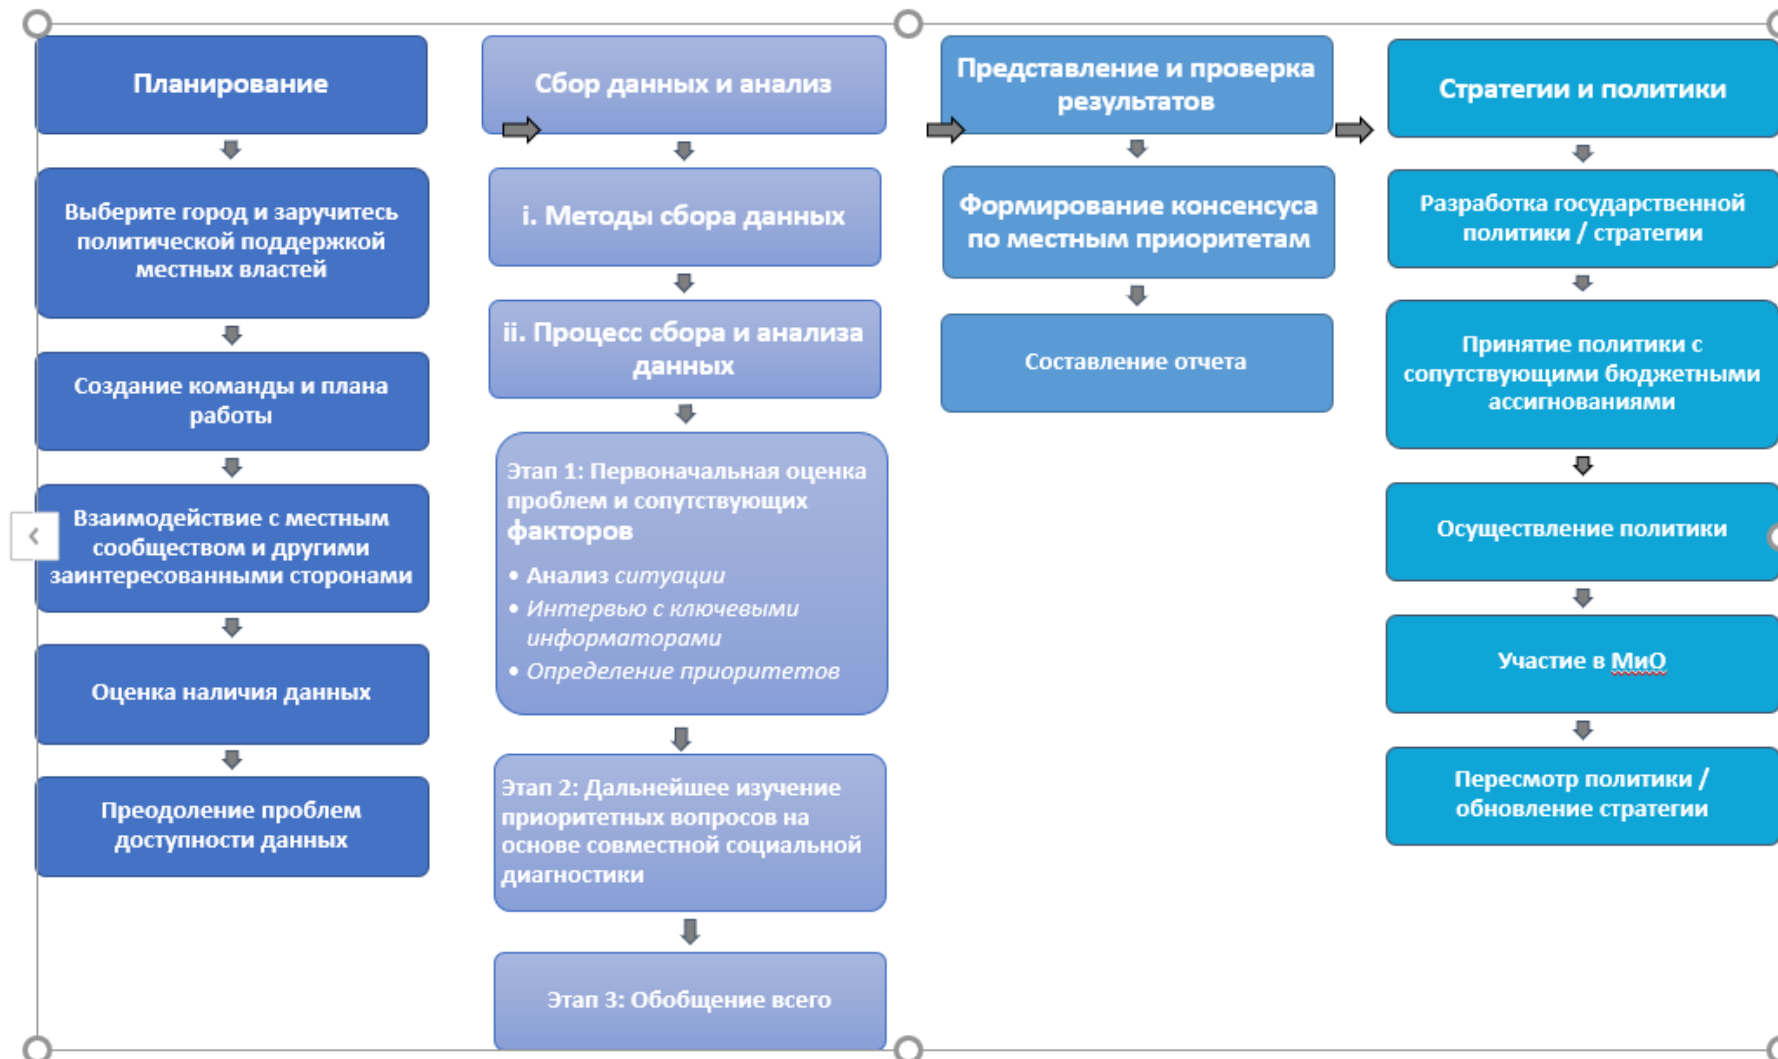 Планирование
Выберите город и заручитесь
политической поддержкой
местных властей
Создание команды и плана
работы
Взаимодействие с местным
сообществом и другими
заинтересованными сторонами
Оценка наличия данных
Преодоление проблем
доступности данных
Сбор данных и анализ
i. Методы сбора данных
ii. Процесс сбора и анализа
данных
Этап 1: Первоначальная оценка
проблем и сопутствующих
факторов
• Анализ ситуации
• Интервью с ключевыми
информаторами
• Определение приоритетов
Этап 2: Дальнейшее изучение
приоритетных вопросов на
основе совместной социальной
диагностики
Этап 3: Обобщение всего
Представление и проверка
результатов
Формирование консенсуса
по местным приоритетам
Составление отчета
Стратегии и политики
Разработка государственной
политики / стратегии
Принятие политики с
сопутствующими бюджетными
ассигнованиями
Осуществление политики
Участие в МиО
Пересмотр политики /
обновление стратегии